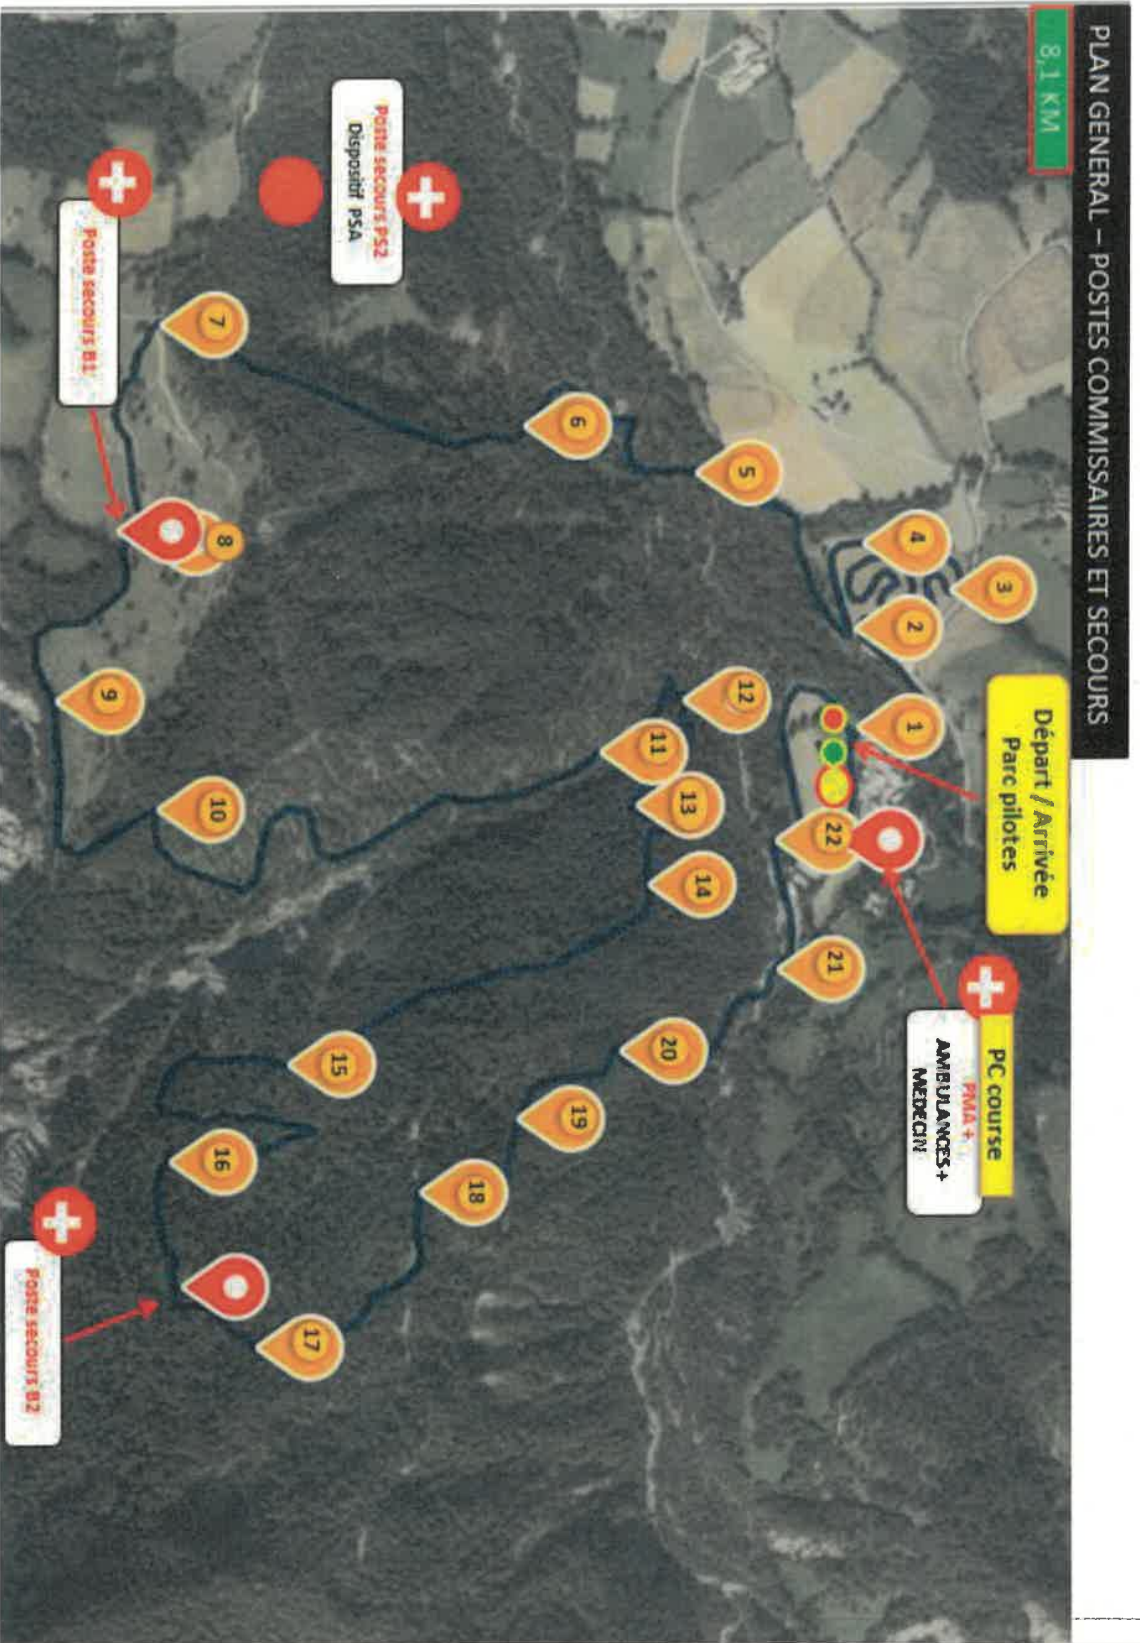 PLAN GENERAL – POSTES COMMISSAIRES ET SECOURS
8,1 KM
Départ / Arrivée
Parc pilotes
PC course
PMA +
AMBULANCES+
MEDECIN
Poste secours PS2
Dispositif PSA
Poste secours B1
Poste secours B2
1
2
3
4
5
6
7
8
9
10
11
12
13
14
15
16
17
18
19
20
21
22